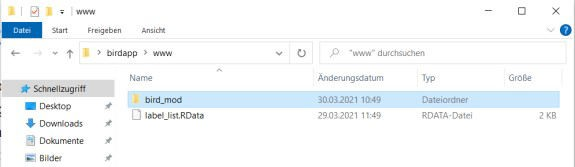 www
Datei Start Freigeben Ansicht
birdapp www "www" durchsuchen
Name Änderungsdatum Typ Größe
Schnellzugriff
bird_mod 30.03.2021 10:49 Dateiordner
Desktop
label_list.RData 29.03.2021 11:49 RDATA-Datei 2 KB
Downloads
Dokumente
Bilder